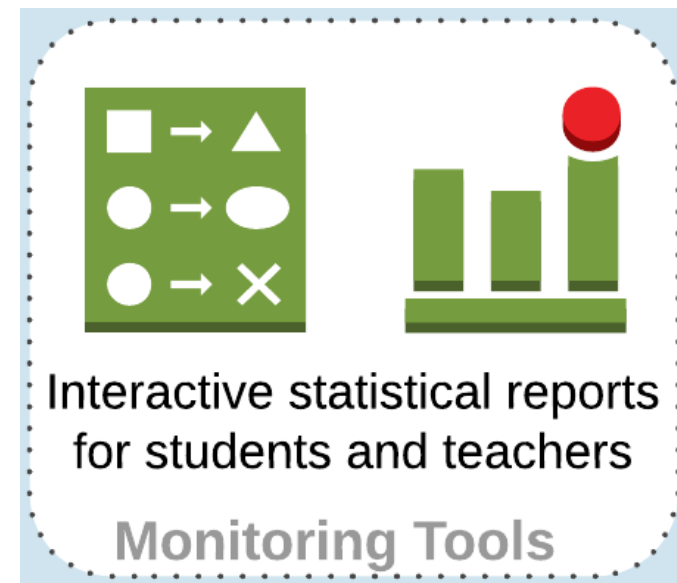 Interactive statistical reports
for students and teachers
Monitoring Tools